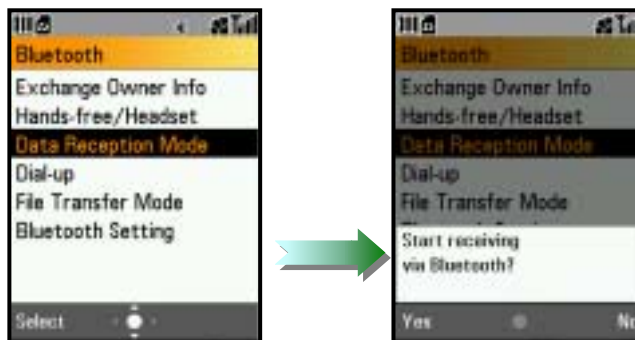 Bluetooth
Exchange Owner Info
Hands-free/Headset
Data Reception Mode
Dial-up
File Transfer Mode
Bluetooth Setting
Select
Bluetooth
Exchange Owner Info
Hands-free/Headset
Data Reception Mode
Dial-up
File Transfer Mode
Start receiving
via Bluetooth?
Yes No